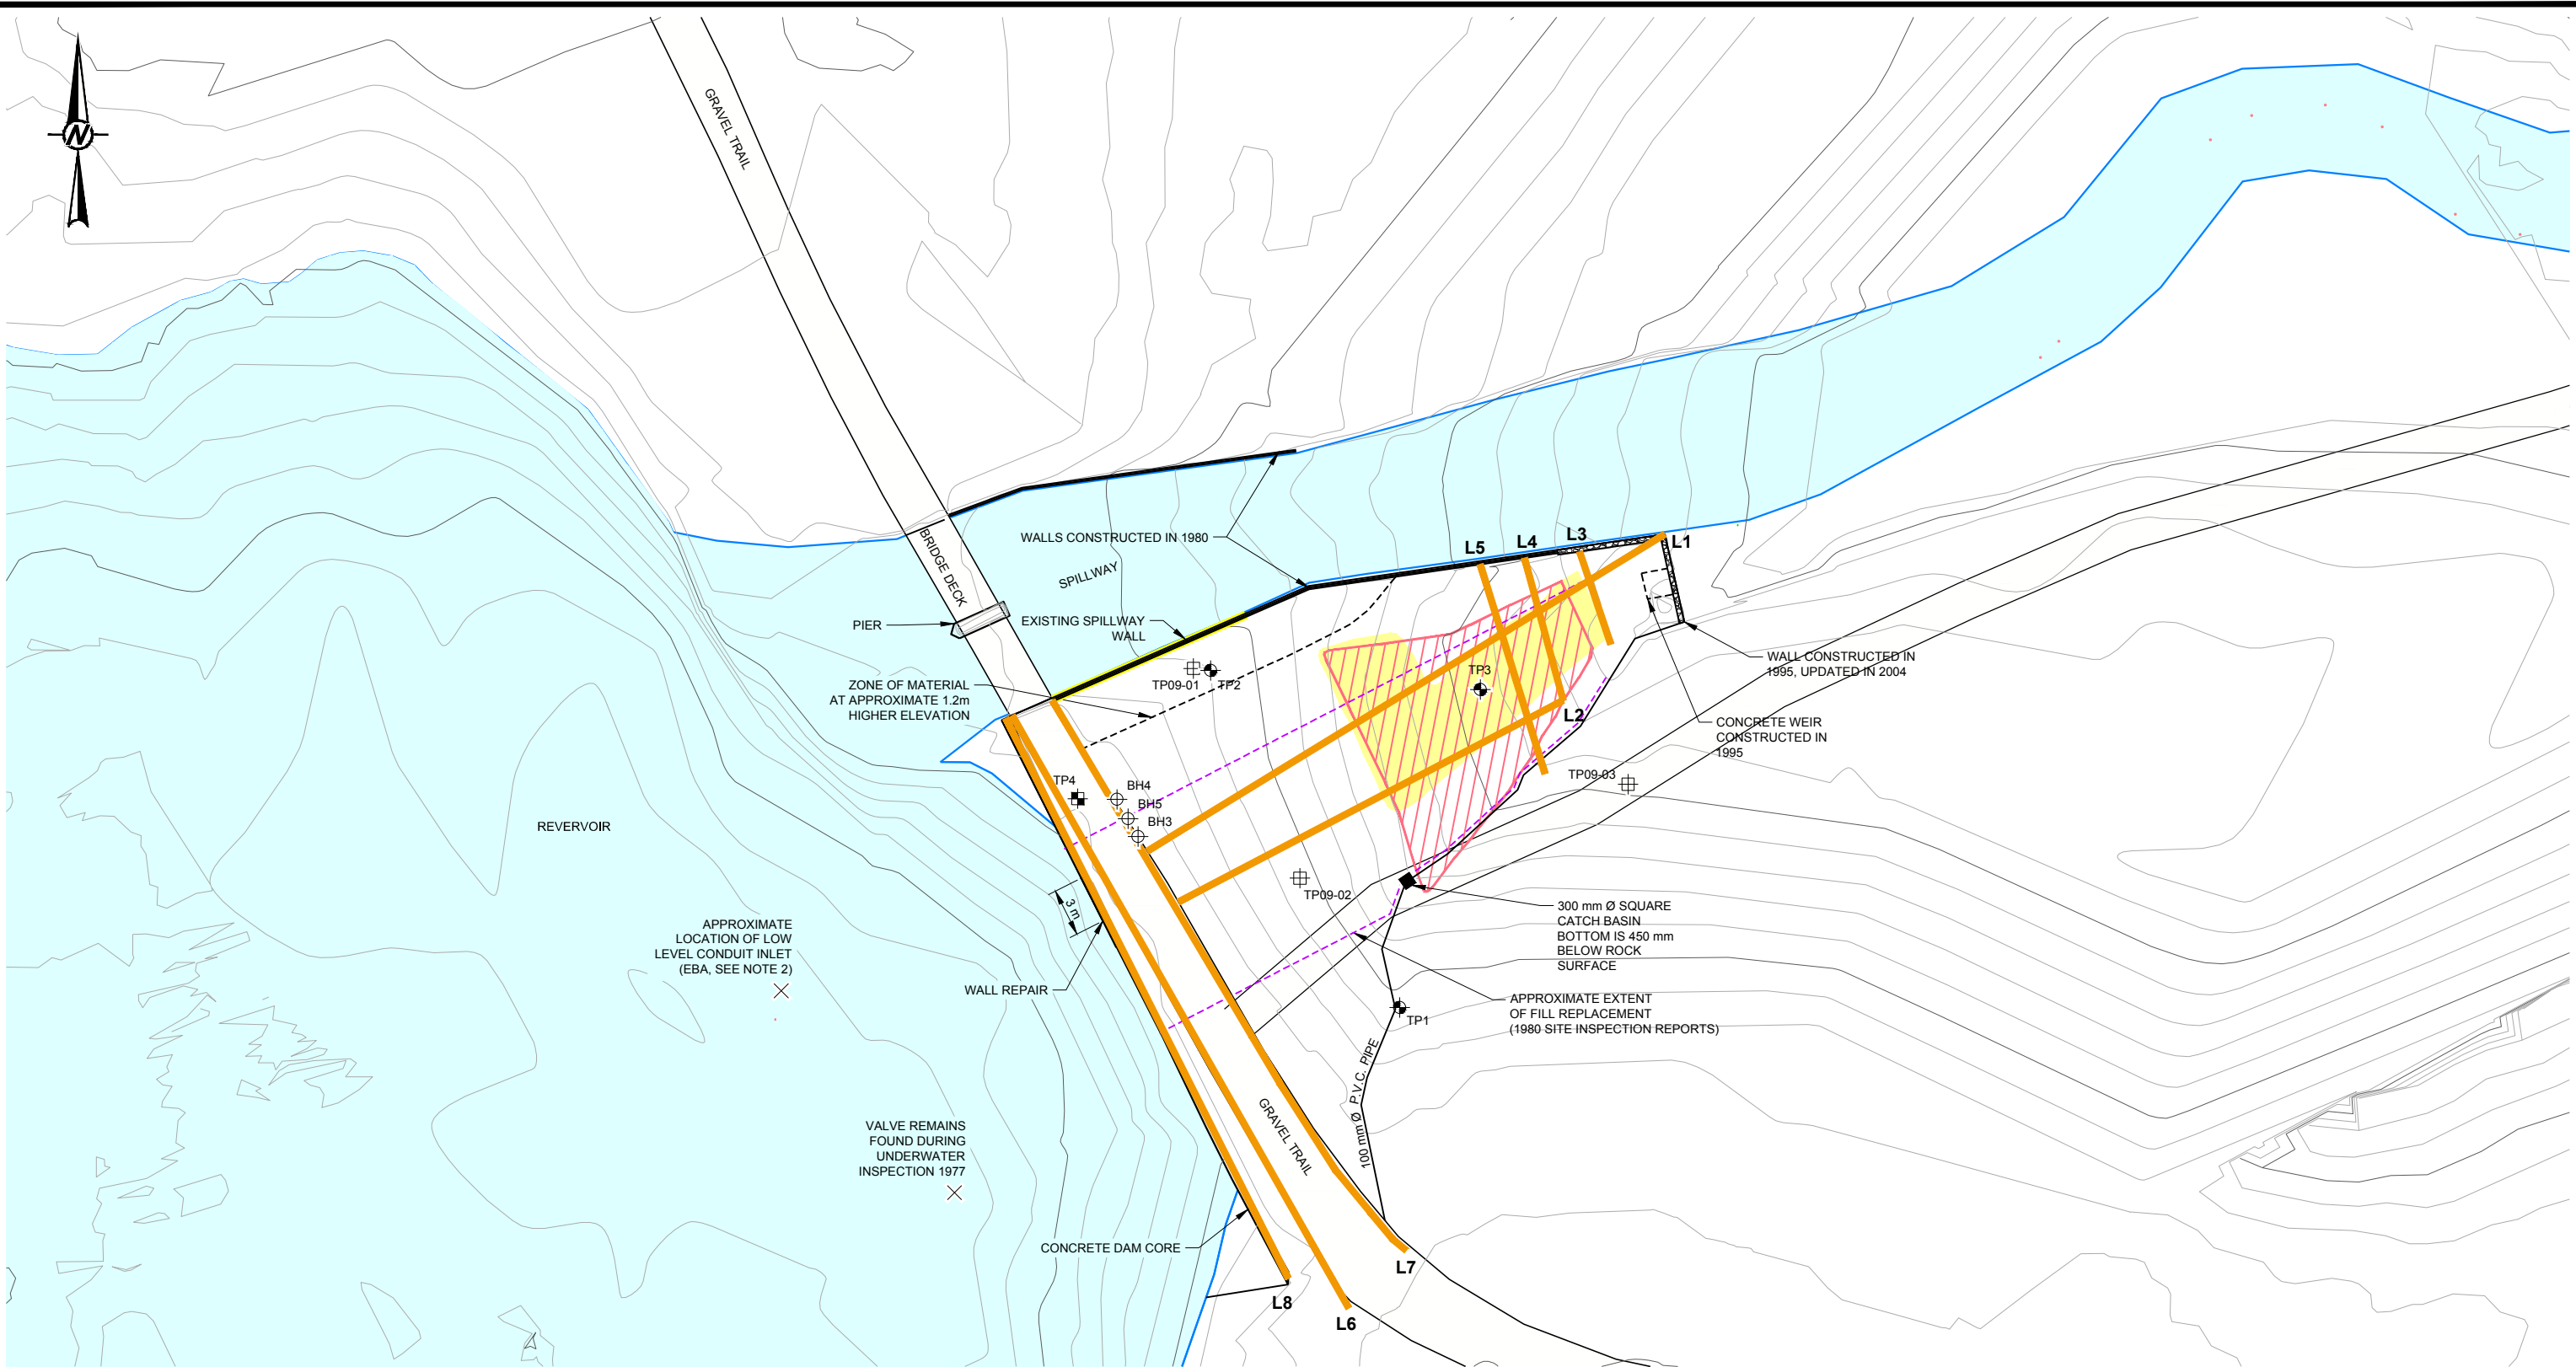 N
GRAVEL TRAIL
BRIDGE DECK
WALLS CONSTRUCTED IN 1980
SPILLWAY
PIER
EXISTING SPILLWAY
WALL
L5
L4
L3
L1
TP09-01
TP2
TP3
ZONE OF MATERIAL
AT APPROXIMATE 1.2m
HIGHER ELEVATION
WALL CONSTRUCTED IN
1995, UPDATED IN 2004
L2
CONCRETE WEIR
CONSTRUCTED IN
1995
TP4
BH4
BH5
BH3
TP09-03
REVERVOIR
TP09-02
3 m
300 mm Ø SQUARE
CATCH BASIN
BOTTOM IS 450 mm
BELOW ROCK
SURFACE
APPROXIMATE
LOCATION OF LOW
LEVEL CONDUIT INLET
(EBA, SEE NOTE 2)
WALL REPAIR
APPROXIMATE EXTENT
OF FILL REPLACEMENT
(1980 SITE INSPECTION REPORTS)
TP1
100 mm Ø P.V.C. PIPE
GRAVEL TRAIL
VALVE REMAINS
FOUND DURING
UNDERWATER
INSPECTION 1977
CONCRETE DAM CORE
L7
L8
L6